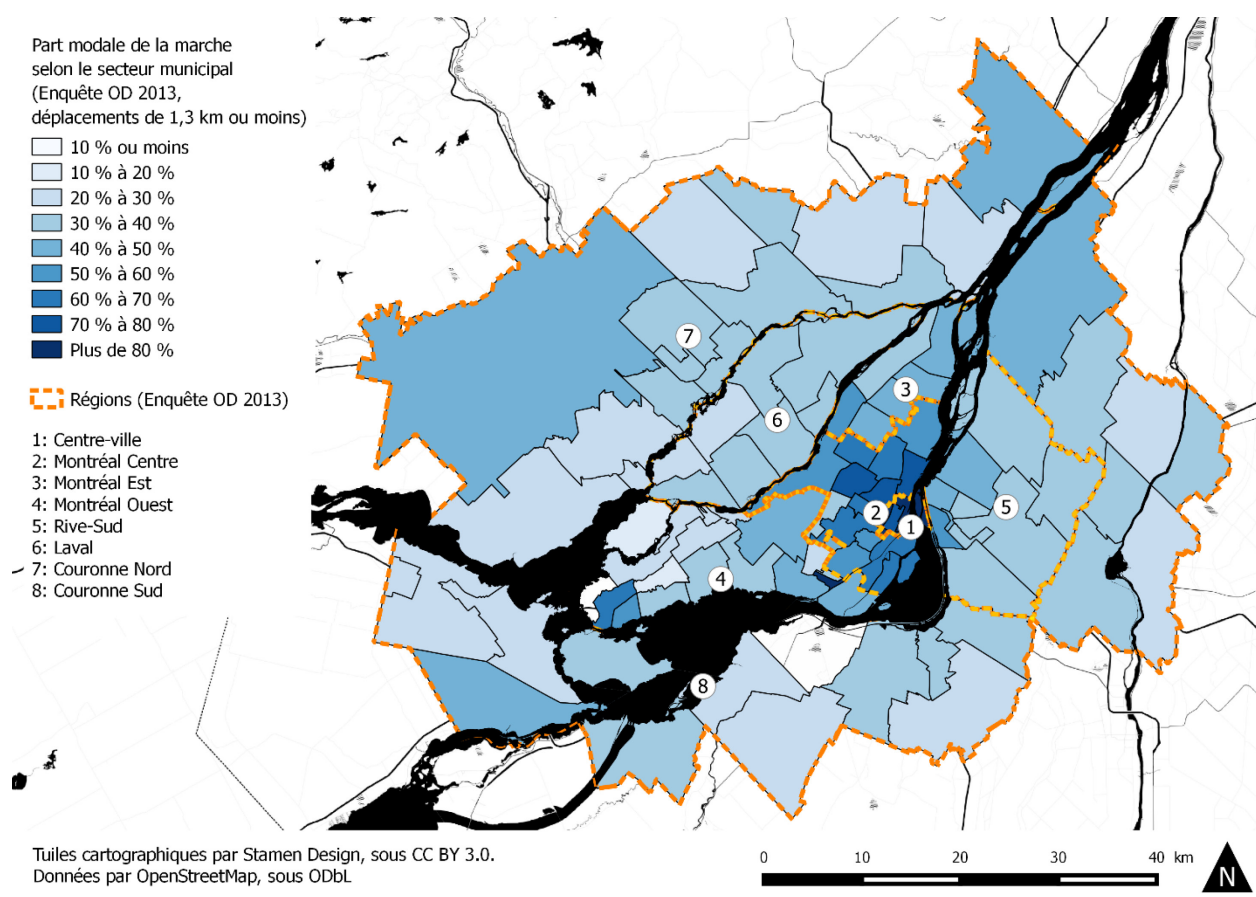 Part modale de la marche
selon le secteur municipal
(Enquête OD 2013,
déplacements de 1,3 km ou moins)
10 % ou moins
10 % à 20 %
20 % à 30 %
30 % à 40 %
40 % à 50 %
50 % à 60 %
60 % à 70 %
70 % à 80 %
Plus de 80 %
Régions (Enquête OD 2013)
1: Centre-ville
2: Montréal Centre
3: Montréal Est
4: Montréal Ouest
5: Rive-Sud
6: Laval
7: Couronne Nord
8: Couronne Sud
7
3
6
2
5
1
4
8
Tuiles cartographiques par Stamen Design, sous CC BY 3.0.
Données par OpenStreetMap, sous ODbL
0 10 20 30 40 km
N